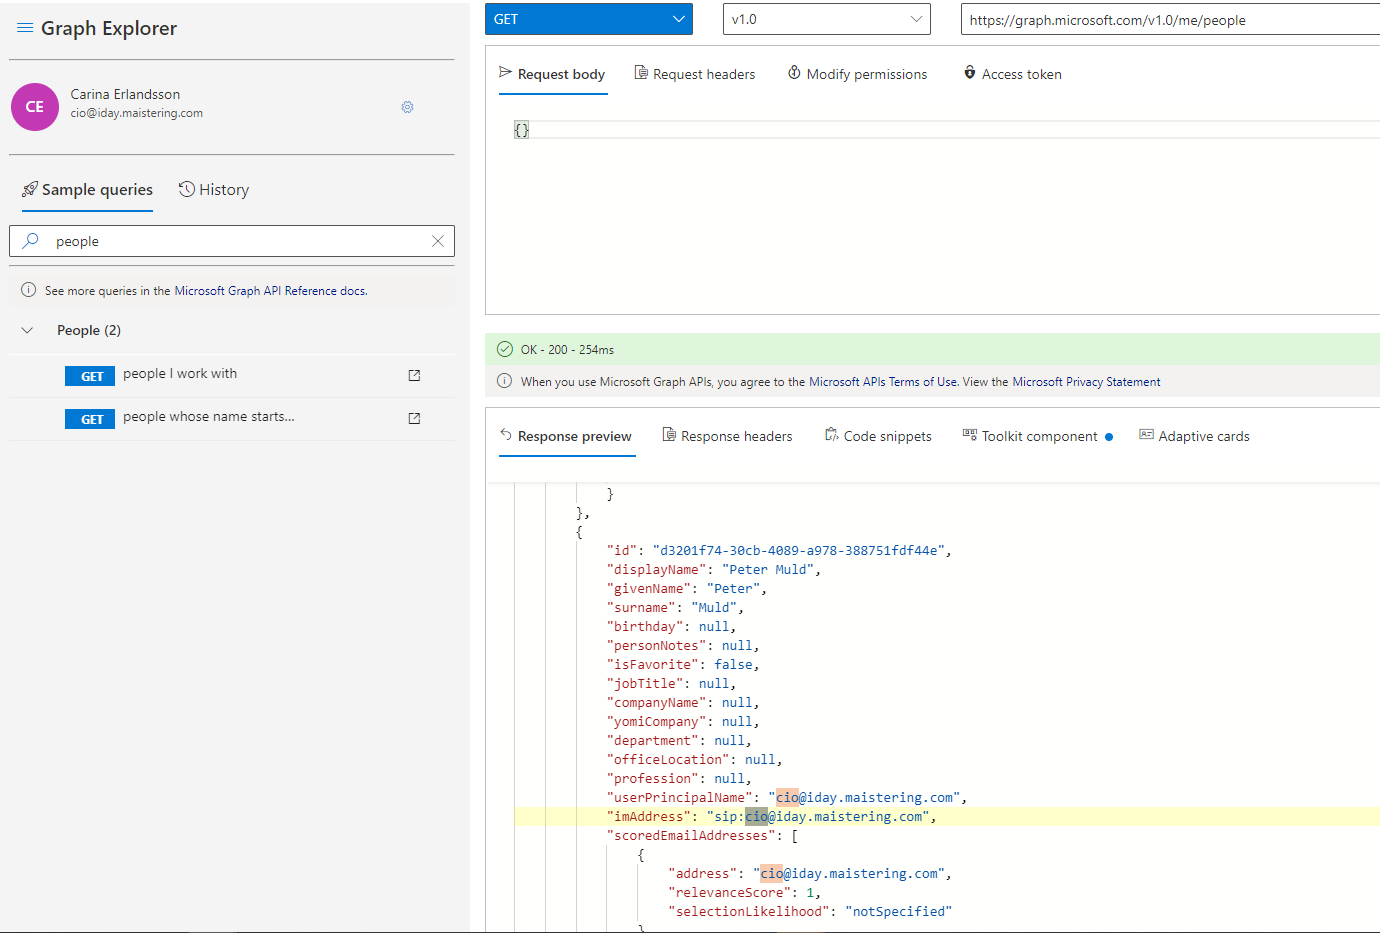 Graph Explorer
CE
Carina Erlandsson
cio@iday.maistering.com
Sample queries
History
people
See more queries in the Microsoft Graph API Reference docs.
People (2)
GET people I work with
GET people whose name starts...
GET
v1.0
https://graph.microsoft.com/v1.0/me/people
Request body
Request headers
Modify permissions
Access token
{}
OK - 200 - 254ms
When you use Microsoft Graph APIs, you agree to the Microsoft APIs Terms of Use. View the Microsoft Privacy Statement
Response preview
Response headers
Code snippets
Toolkit component
Adaptive cards
}
},
{
"id": "d3201f74-30cb-4089-a978-388751fdf44e",
"displayName": "Peter Muld",
"givenName": "Peter",
"surname": "Muld",
"birthday": null,
"personNotes": null,
"isFavorite": false,
"jobTitle": null,
"companyName": null,
"yomiCompany": null,
"department": null,
"officeLocation": null,
"profession": null,
"userPrincipalName": "cio@iday.maistering.com",
"imAddress": "sip:cio@iday.maistering.com",
"scoredEmailAddresses": [
{
"address": "cio@iday.maistering.com",
"relevanceScore": 1,
"selectionLikelihood": "notSpecified"
}